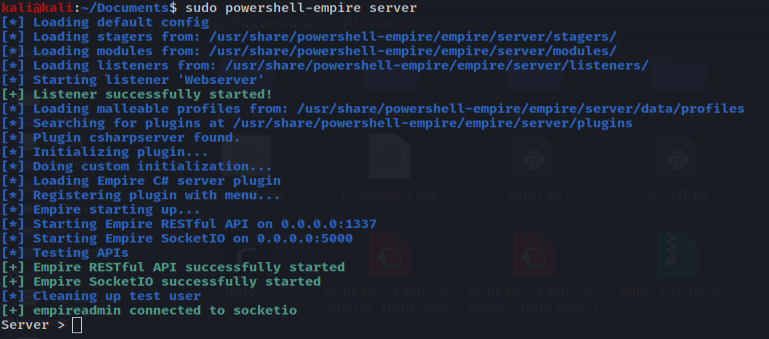 kali@kali:~/Documents$ sudo powershell-empire server
[*] Loading default config
[*] Loading stagers from: /usr/share/powershell-empire/empire/server/stagers/
[*] Loading modules from: /usr/share/powershell-empire/empire/server/modules/
[*] Loading listeners from: /usr/share/powershell-empire/empire/server/listeners/
[*] Starting listener 'Webserver'
[+] Listener successfully started!
[*] Loading malleable profiles from: /usr/share/powershell-empire/empire/server/data/profiles
[*] Searching for plugins at /usr/share/powershell-empire/empire/server/plugins
[*] Plugin csharpserver found.
[*] Initializing plugin...
[*] Doing custom initialization...
[*] Loading Empire C# server plugin
[*] Registering plugin with menu...
[*] Empire starting up...
[*] Starting Empire RESTful API on 0.0.0.0:1337
[*] Starting Empire SocketIO on 0.0.0.0:5000
[*] Testing APIs
[+] Empire RESTful API successfully started
[+] Empire SocketIO successfully started
[*] Cleaning up test user
[+] empireadmin connected to socketio
Server >